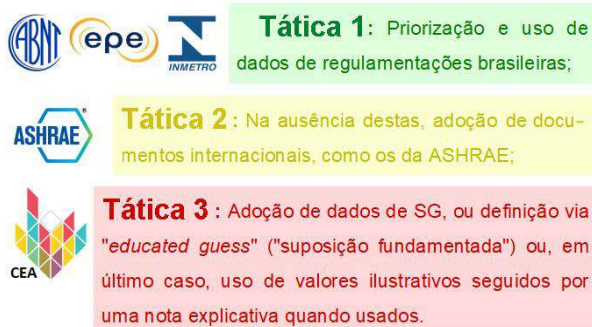 ABNT epe INMETRO
Tática 1: Priorização e uso de
dados de regulamentações brasileiras;
ASHRAE
Tática 2 : Na ausência destas, adoção de docu-
mentos internacionais, como os da ASHRAE;
CEA
Tática 3 : Adoção de dados de SG, ou definição via
"educated guess" ("suposição fundamentada") ou, em
último caso, uso de valores ilustrativos seguidos por
uma nota explicativa quando usados.